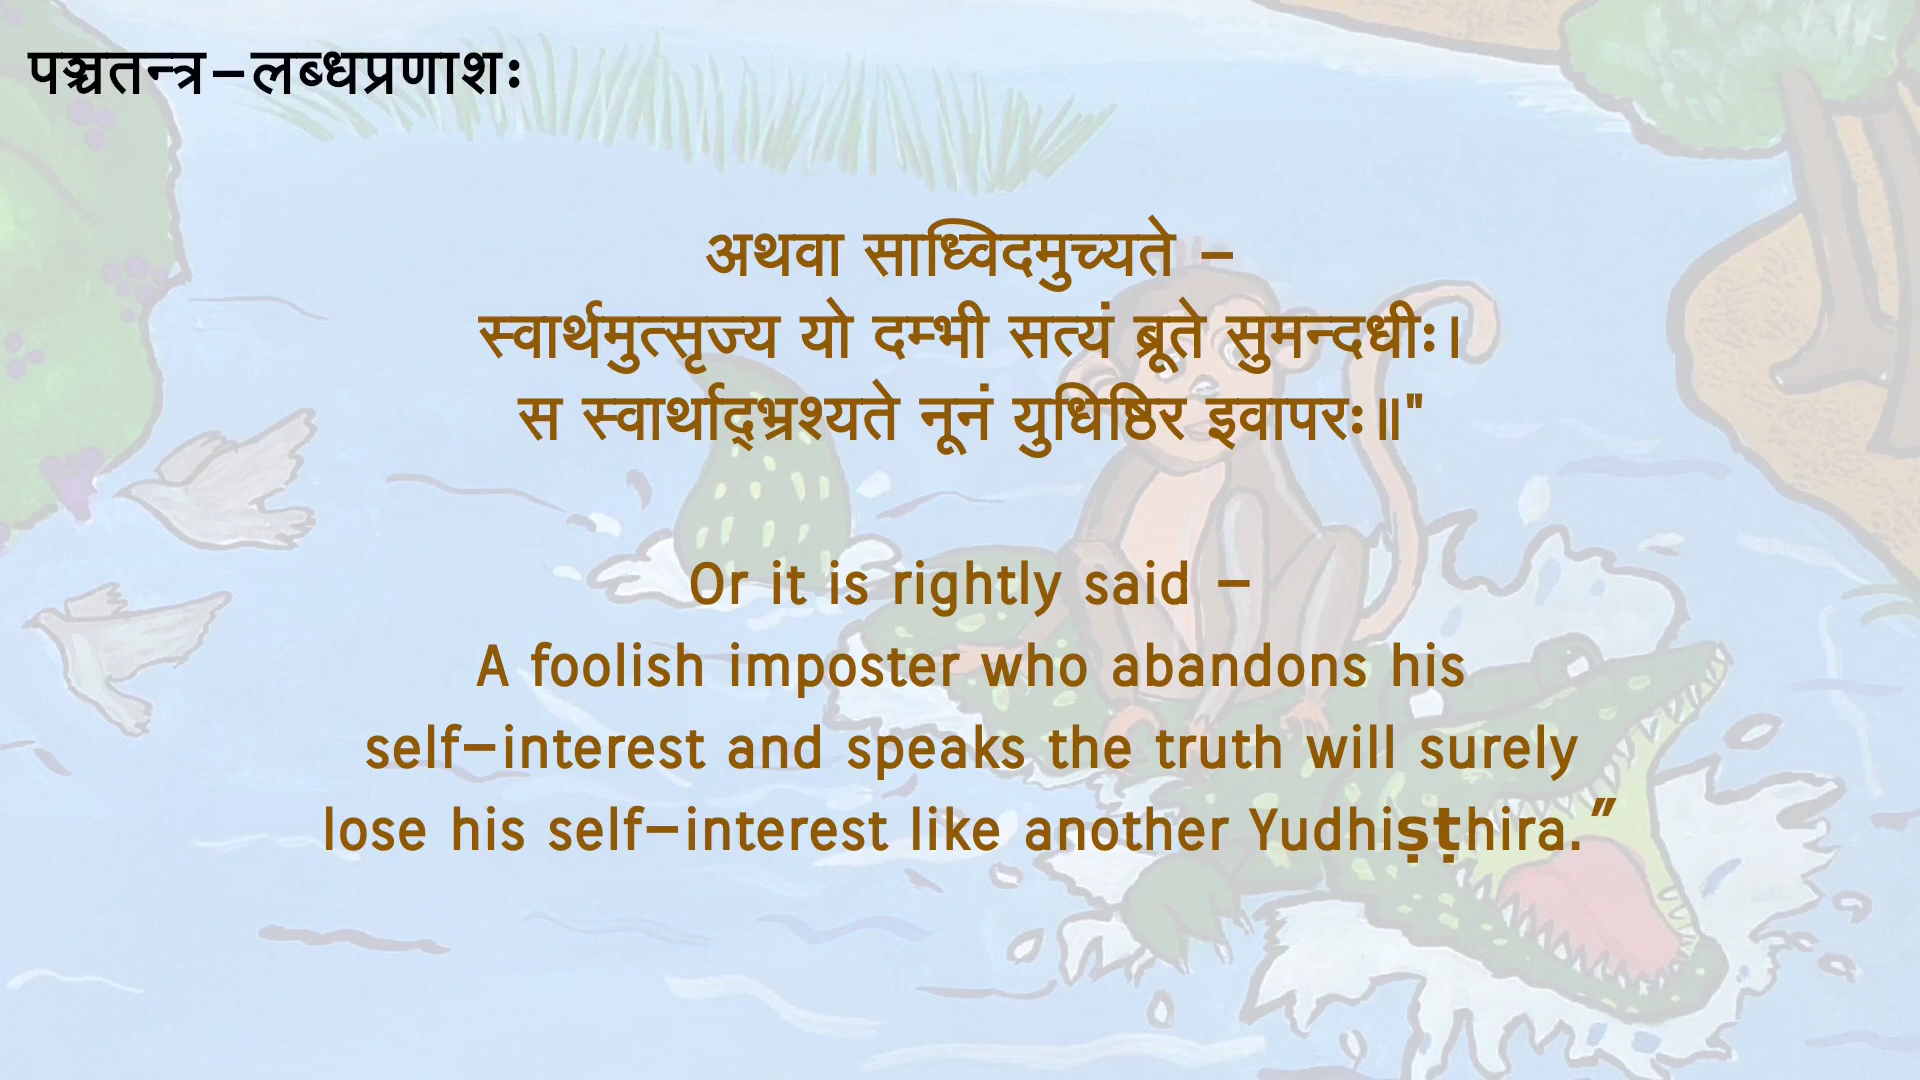 पञ्चतन्त्र-लब्धप्रणाशः
अथवा साध्विदमुच्यते -
स्वार्थमुत्सृज्य यो दम्भी सत्यं ब्रूते सुमन्दधीः।
स स्वार्थाद्भ्रश्यते नूनं युधिष्ठिर इवापरः॥"
Or it is rightly said -
A foolish imposter who abandons his
self-interest and speaks the truth will surely
lose his self-interest like another Yudhiṣṭhira.”